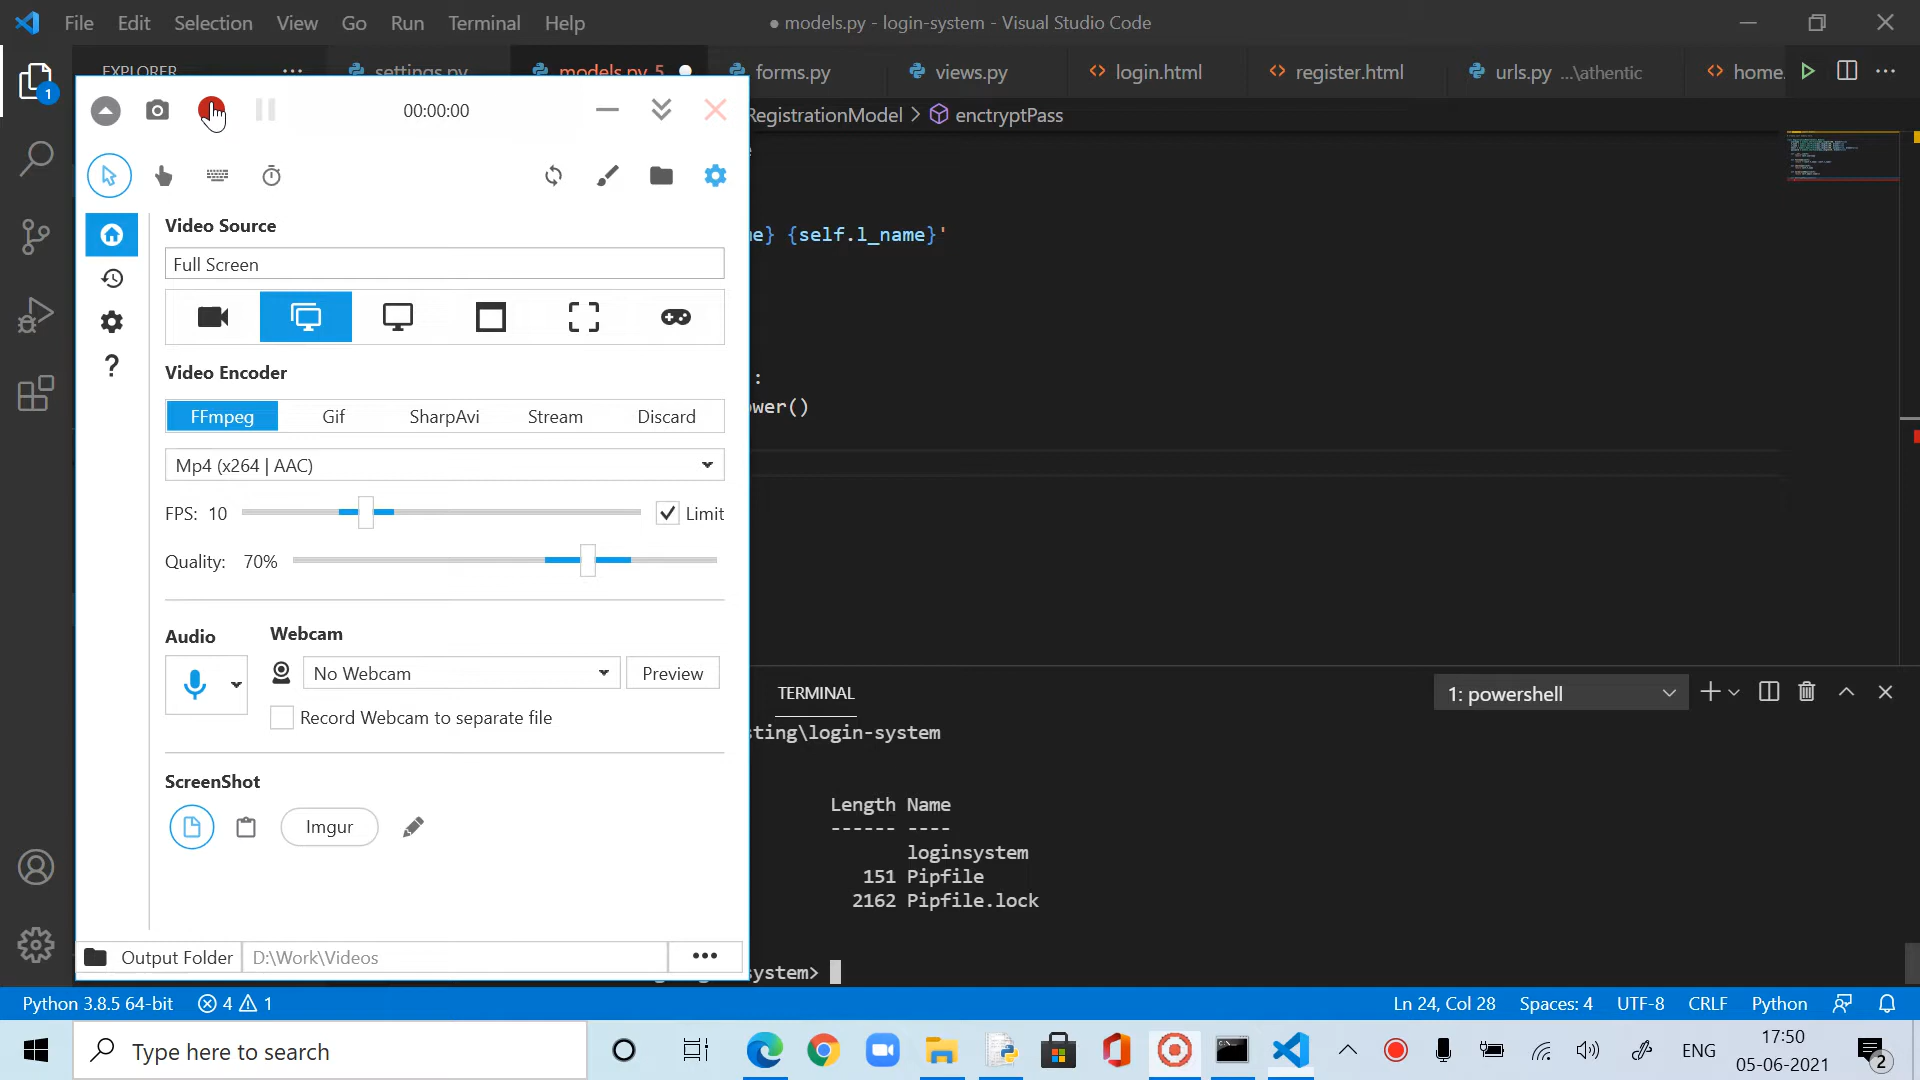 File Edit Selection View Go Run Terminal Help
● models.py - login-system - Visual Studio Code
EXPLORER
settings.py
models.py 5
forms.py
views.py
login.html
register.html
urls.py ...\athentic
home.
RegistrationModel > enctryptPass
00:00:00
Video Source
Full Screen
Video Encoder
FFmpeg Gif SharpAvi Stream Discard
Mp4 (x264 | AAC)
FPS: 10
Limit
Quality: 70%
Audio
Webcam
No Webcam
Preview
Record Webcam to separate file
ScreenShot
Imgur
Output Folder D:\Work\Videos
1
e} {self.l_name}'
:
wer()
TERMINAL
1: powershell
sting\login-system
Length Name
------ ----
loginsystem
151 Pipfile
2162 Pipfile.lock
system>
Python 3.8.5 64-bit 4 1
Ln 24, Col 28 Spaces: 4 UTF-8 CRLF Python
Type here to search
ENG
17:50
05-06-2021
2